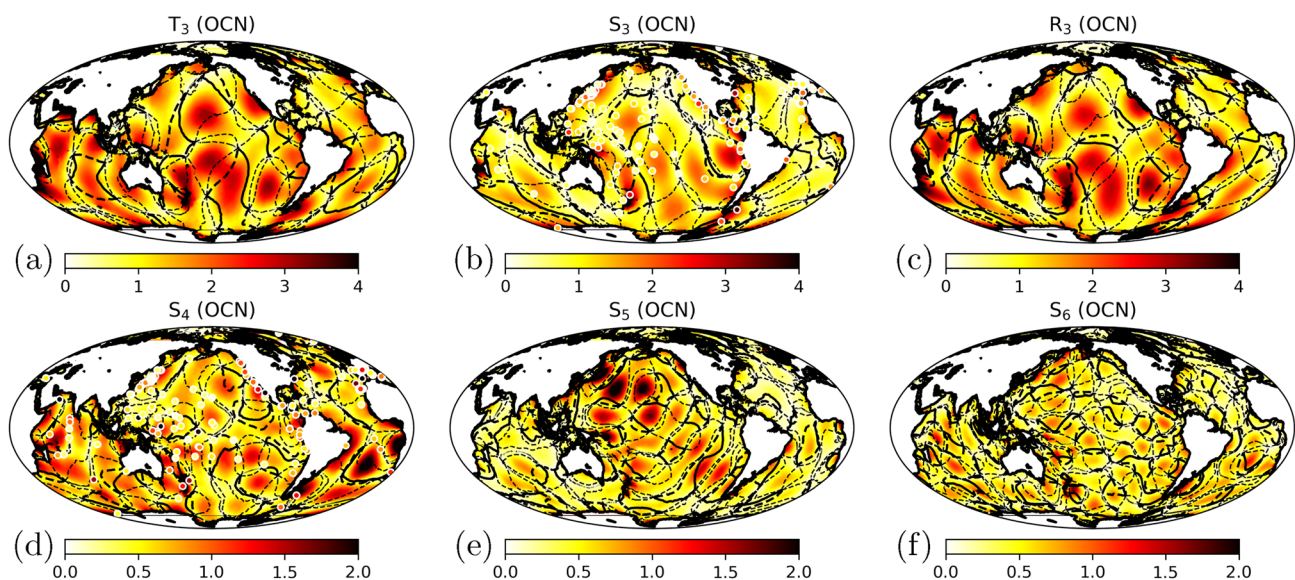 T₃ (OCN) S₃ (OCN) R₃ (OCN)
(a) (b) (c)
0 1 2 3 4 0 1 2 3 4 0 1 2 3 4
S₄ (OCN) S₅ (OCN) S₆ (OCN)
(d) (e) (f)
0.0 0.5 1.0 1.5 2.0 0.0 0.5 1.0 1.5 2.0 0.0 0.5 1.0 1.5 2.0